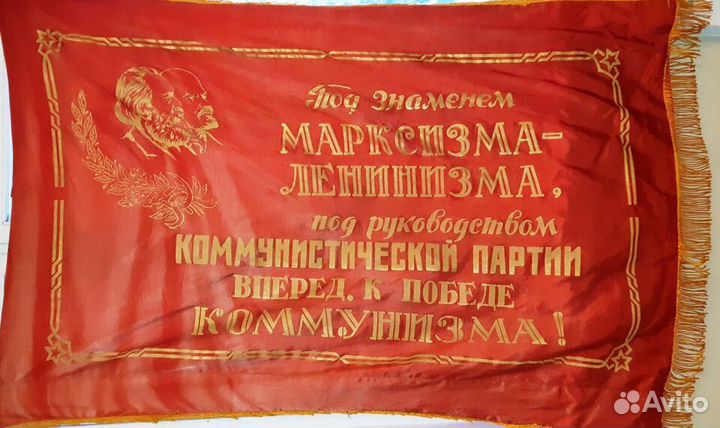 Под знаменем
МАРКСИЗМА-
ЛЕНИНИЗМА,
под руководством
КОММУНИСТИЧЕСКОЙ ПАРТИИ
ВПЕРЕД, К ПОБЕДЕ
КОММУНИЗМА!
Avito